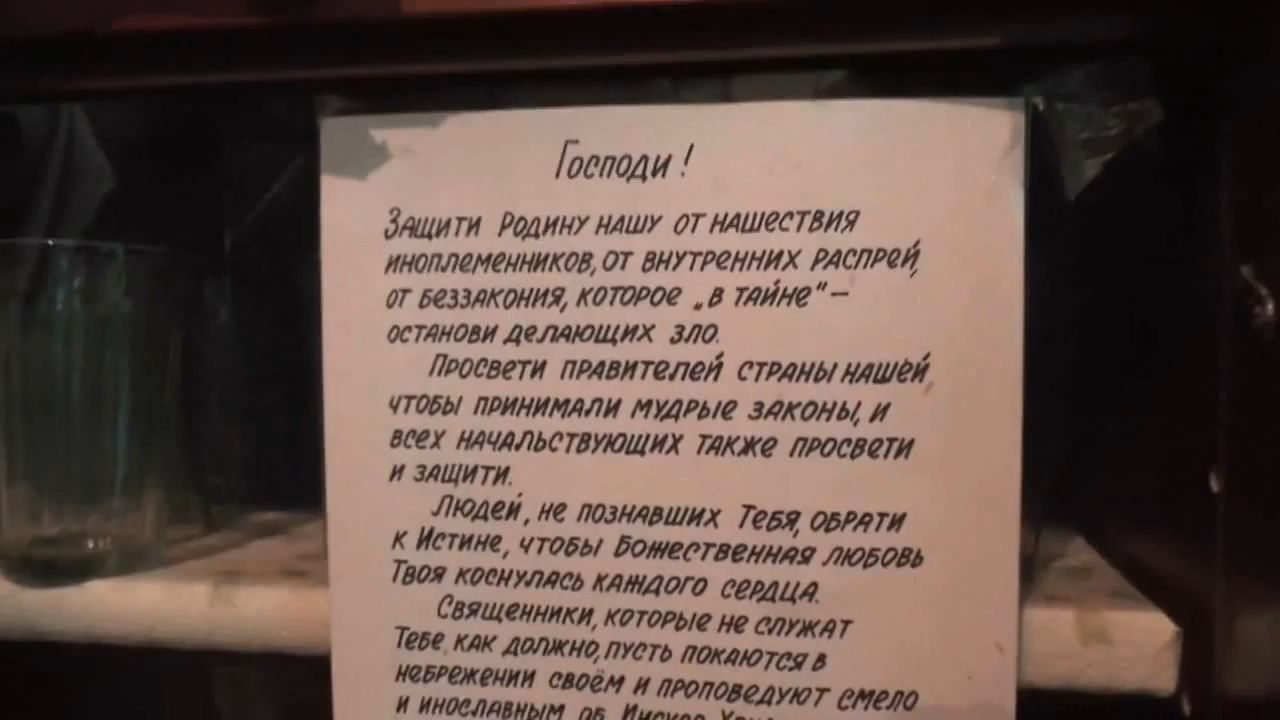 Господи!
Защити Родину нашу от нашествия
иноплеменников, от внутренних распрей,
от беззакония, которое „в тайне“ –
останови делающих зло.
Просвети правителей страны нашей,
чтобы принимали мудрые законы, и
всех начальствующих также просвети
и защити.
Людей, не познавших Тебя, обрати
к Истине, чтобы Божественная любовь
Твоя коснулась каждого сердца.
Священники, которые не служат
Тебе, как должно, пусть покаются в
небрежении своём и проповедуют смело
и инославным об